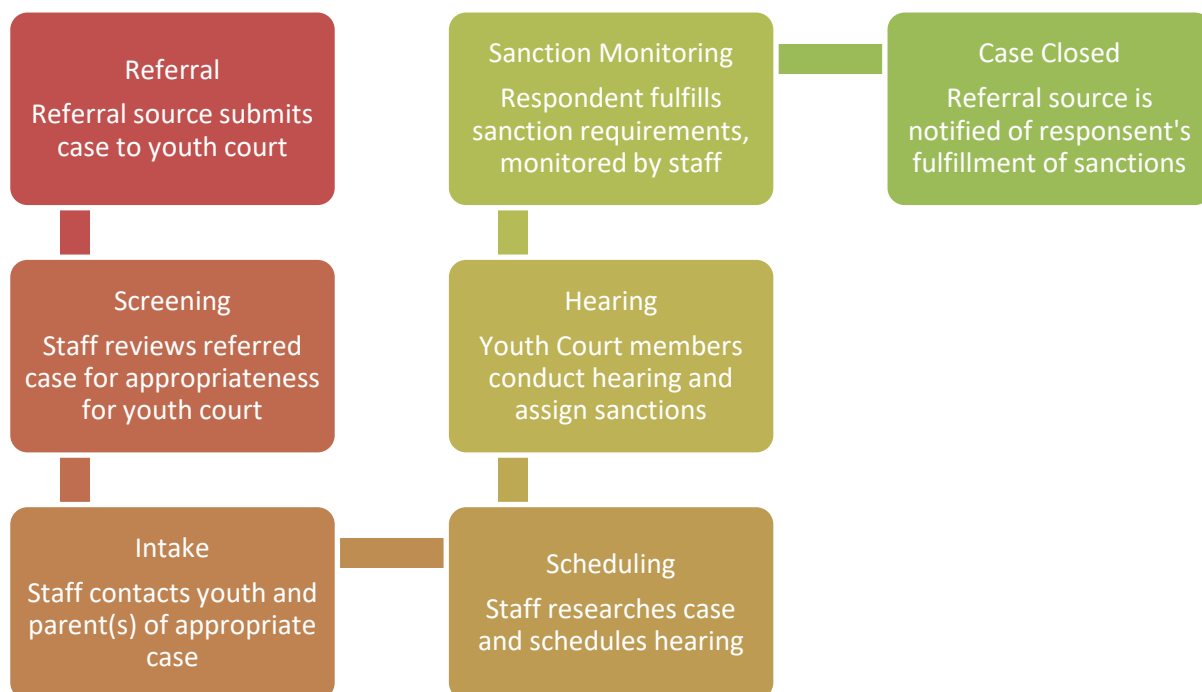 Referral
Referral source submits
case to youth court
Screening
Staff reviews referred
case for appropriateness
for youth court
Intake
Staff contacts youth and
parent(s) of appropriate
case
Scheduling
Staff researches case
and schedules hearing
Hearing
Youth Court members
conduct hearing and
assign sanctions
Sanction Monitoring
Respondent fulfills
sanction requirements,
monitored by staff
Case Closed
Referral source is
notified of responsent's
fulfillment of sanctions